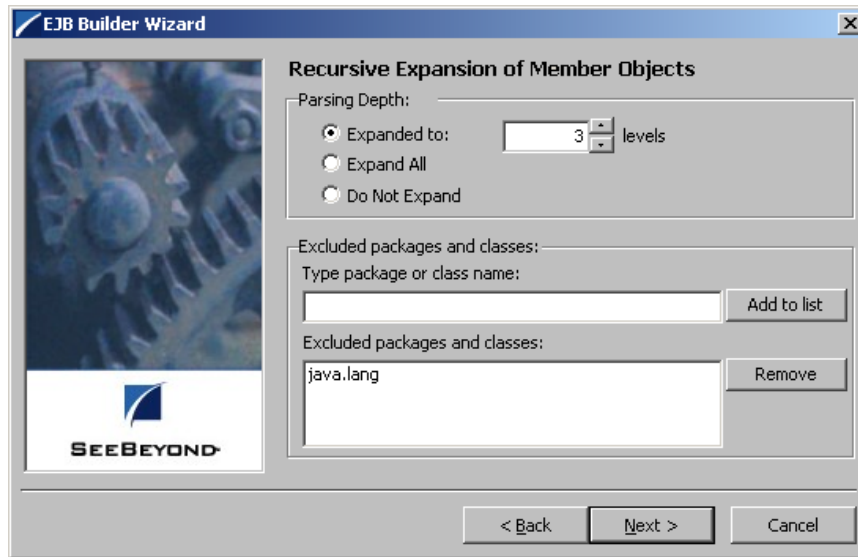 EJB Builder Wizard
Recursive Expansion of Member Objects
Parsing Depth:
Expanded to: 3 levels
Expand All
Do Not Expand
Excluded packages and classes:
Type package or class name:
Add to list
Excluded packages and classes:
java.lang
Remove
SEEBEYOND
< Back Next > Cancel